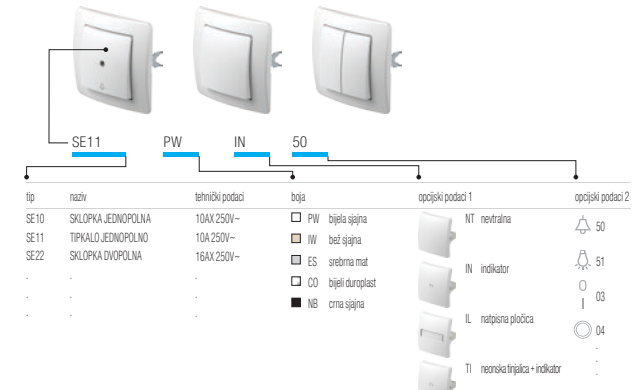 SE11 PW IN 50
tip naziv tehnički podaci boja opcijski podaci 1 opcijski podaci 2
SE10 SKLOPKA JEDNOPOLNA 10AX 250V~
SE11 TIPKALO JEDNOPOLNO 10A 250V~
SE22 SKLOPKA DVOPOLNA 16AX 250V~
. . .
. . .
. . .
PW bijela sjajna
IW bež sjajna
ES srebrna mat
CO bijeli duroplast
NB crna sjajna
NT nevtralna
IN indikator
IL natpisna pločica
TI neonska tinjalica + indikator
50
51
03
04
.
.
.